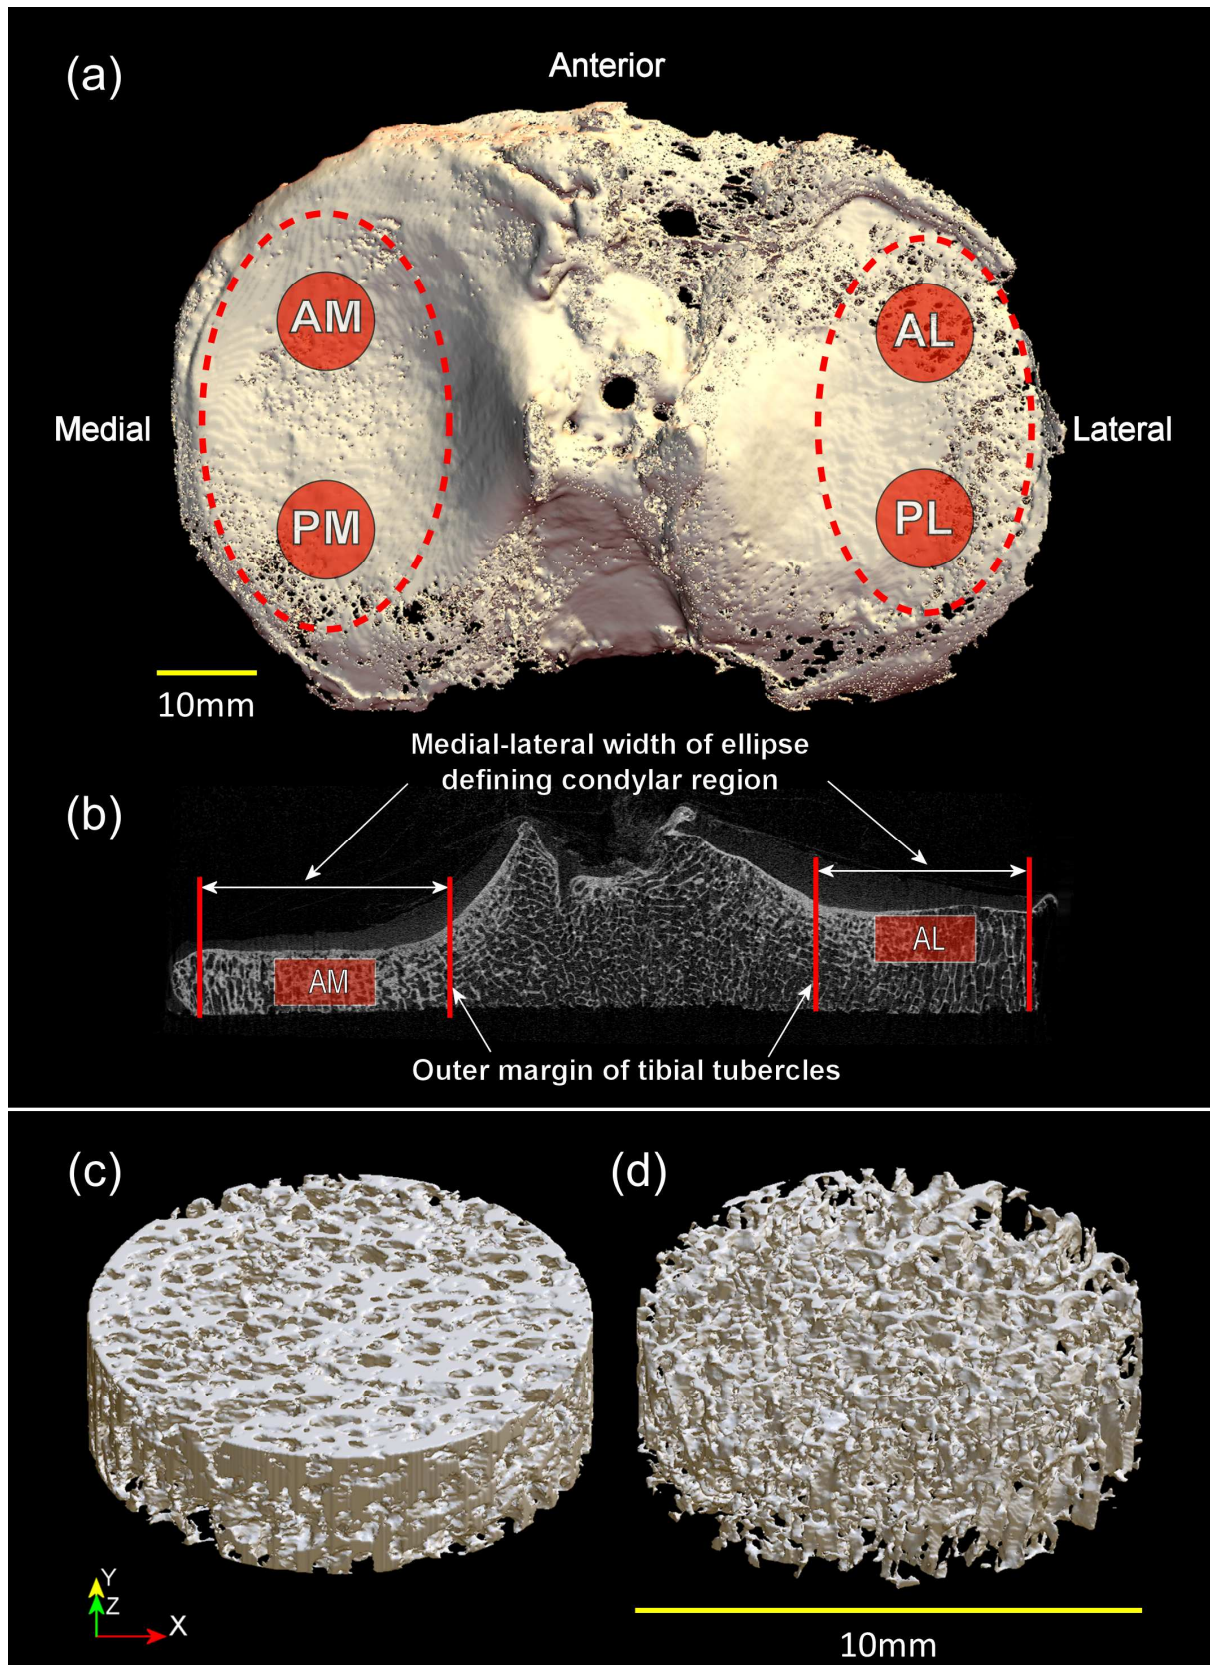 (a)
Anterior
AM
AL
Medial
Lateral
PM
PL
10mm
Medial-lateral width of ellipse
defining condylar region
(b)
AM
AL
Outer margin of tibial tubercles
(c)
(d)
Y
Z
X
10mm